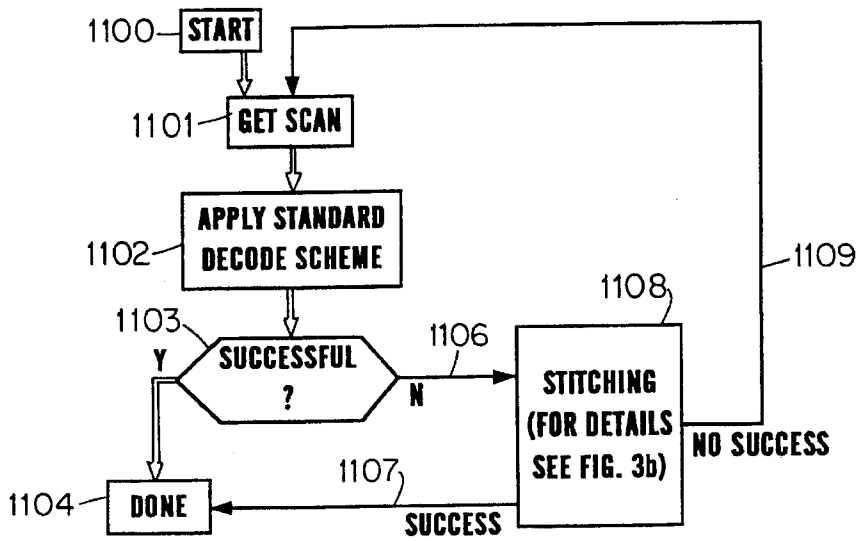 1100
START
1101
GET SCAN
1102
APPLY STANDARD
DECODE SCHEME
1103
Y
SUCCESSFUL
?
N
1106
1108
STITCHING
(FOR DETAILS
SEE FIG. 3b)
1109
NO SUCCESS
1107
SUCCESS
1104
DONE